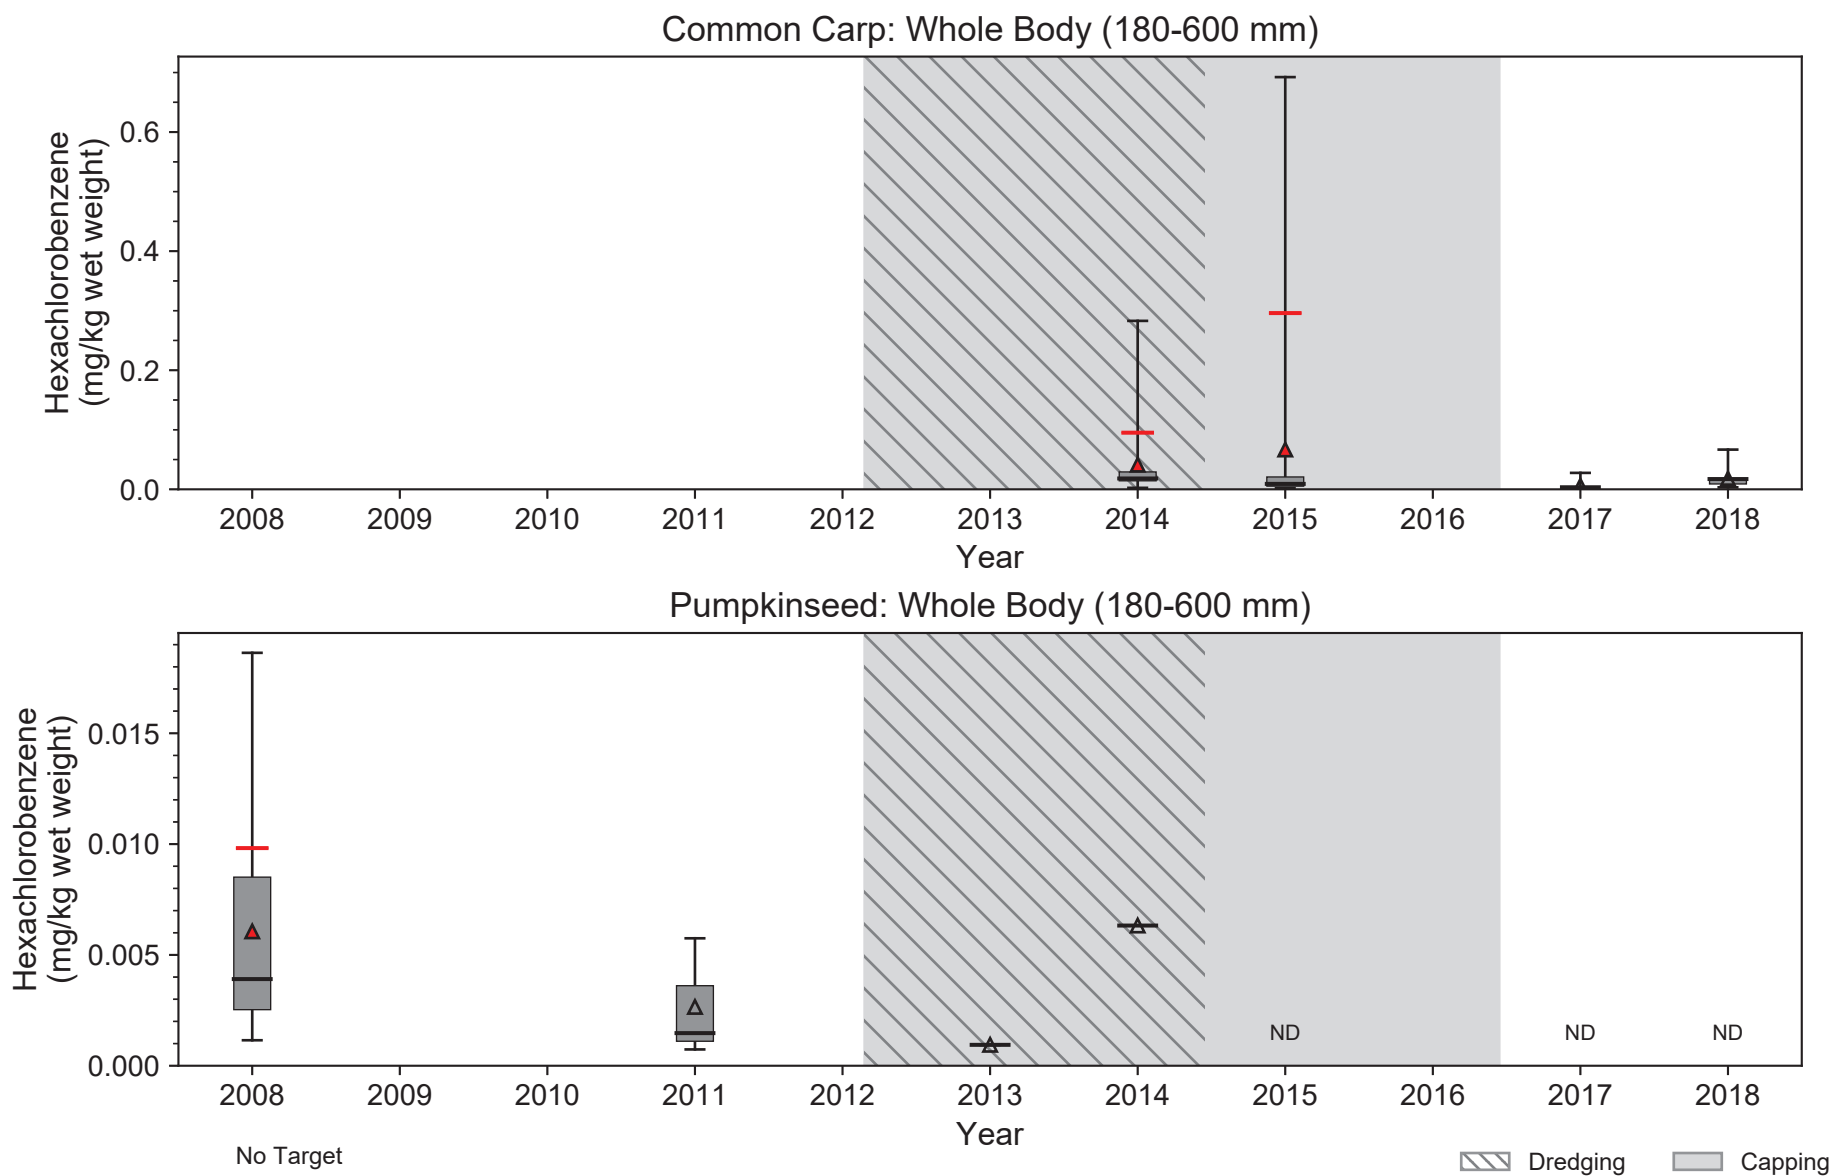 Common Carp: Whole Body (180-600 mm)
Hexachlorobenzene
(mg/kg wet weight)
0.6
0.4
0.2
0.0
2008 2009 2010 2011 2012 2013 2014 2015 2016 2017 2018
Year
Pumpkinseed: Whole Body (180-600 mm)
Hexachlorobenzene
(mg/kg wet weight)
0.015
0.010
0.005
0.000
ND ND ND
2008 2009 2010 2011 2012 2013 2014 2015 2016 2017 2018
Year
No Target
Dredging Capping